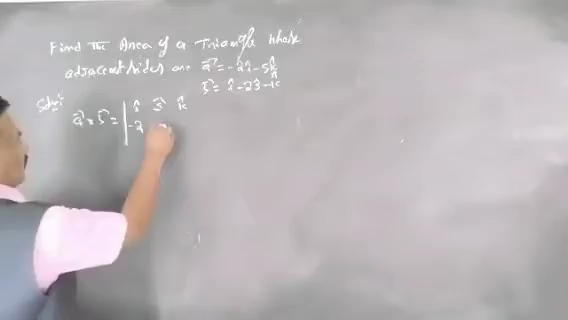 Find The Area of a Triangle whose
adjacent sides are a⃗ = -2î - 5k̂
b⃗ = î - 2ĵ - k̂
Soln:
a⃗ × b⃗ = | î ĵ k̂
-2